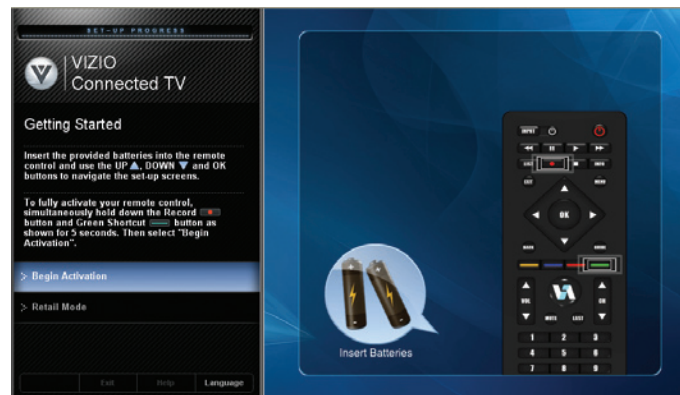 SET-UP PROGRESS
VIZIO
Connected TV
Getting Started
Insert the provided batteries into the remote
control and use the UP ▲, DOWN ▼ and OK
buttons to navigate the set-up screens.
To fully activate your remote control,
simultaneously hold down the Record
button and Green Shortcut button as
shown for 5 seconds. Then select "Begin
Activation".
> Begin Activation
> Retail Mode
Exit Help Language
INPUT
EXIT
OK
VOL CH
MUTE LAST
1 2 3
4 5 6
7 8 9
Insert Batteries